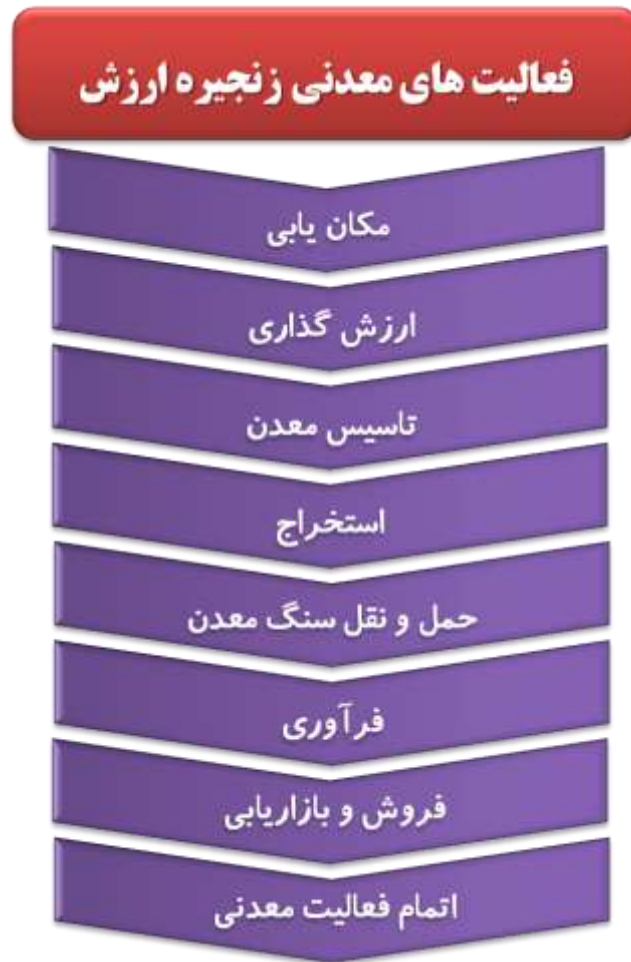 فعالیت های معدنی زنجیره ارزش
مکان یابی
ارزش گذاری
تاسیس معدن
استخراج
حمل و نقل سنگ معدن
فرآوری
فروش و بازاریابی
اتمام فعالیت معدنی